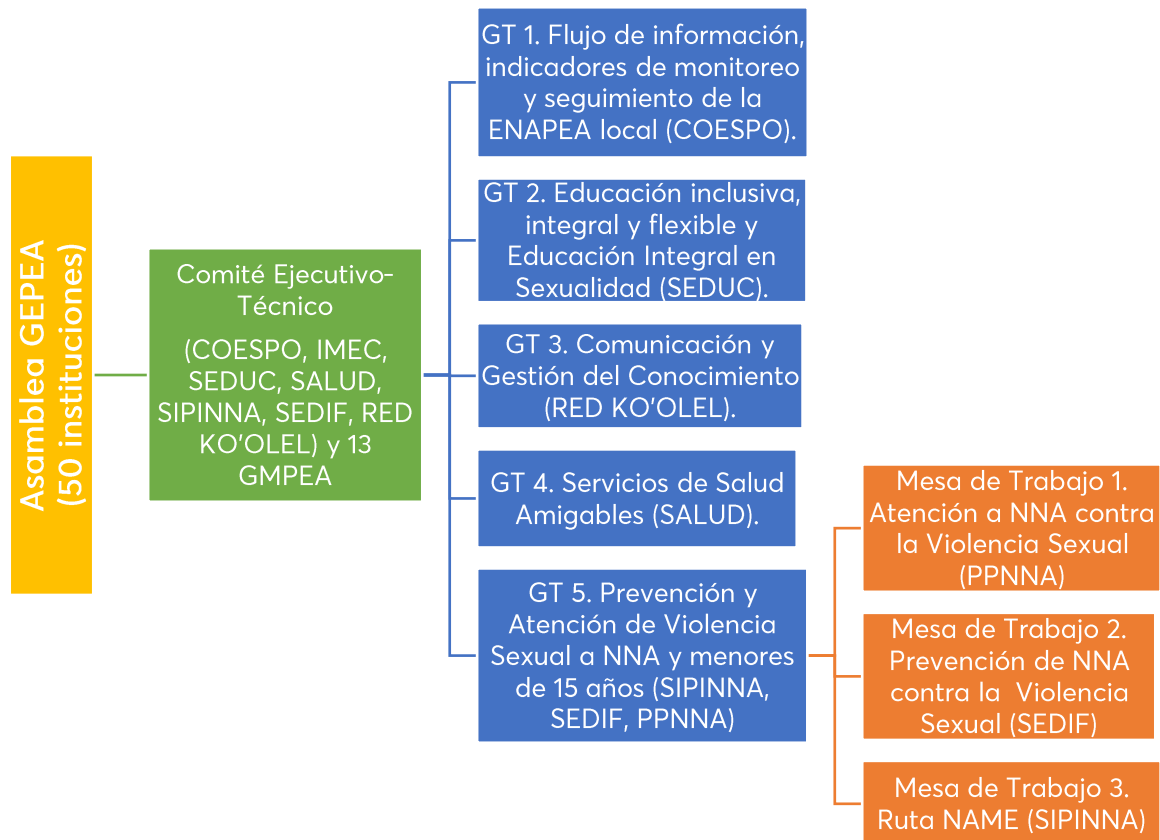 Asamblea GEPEA
(50 instituciones)
Comité Ejecutivo-
Técnico
(COESPO, IMEC,
SEDUC, SALUD,
SIPINNA, SEDIF, RED
KO’OLEL) y 13
GMPEA
GT 1. Flujo de información,
indicadores de monitoreo
y seguimiento de la
ENAPEA local (COESPO).
GT 2. Educación inclusiva,
integral y flexible y
Educación Integral en
Sexualidad (SEDUC).
GT 3. Comunicación y
Gestión del Conocimiento
(RED KO’OLEL).
GT 4. Servicios de Salud
Amigables (SALUD).
GT 5. Prevención y
Atención de Violencia
Sexual a NNA y menores
de 15 años (SIPINNA,
SEDIF, PPNNA)
Mesa de Trabajo 1.
Atención a NNA contra
la Violencia Sexual
(PPNNA)
Mesa de Trabajo 2.
Prevención de NNA
contra la  Violencia
Sexual (SEDIF)
Mesa de Trabajo 3.
Ruta NAME (SIPINNA)